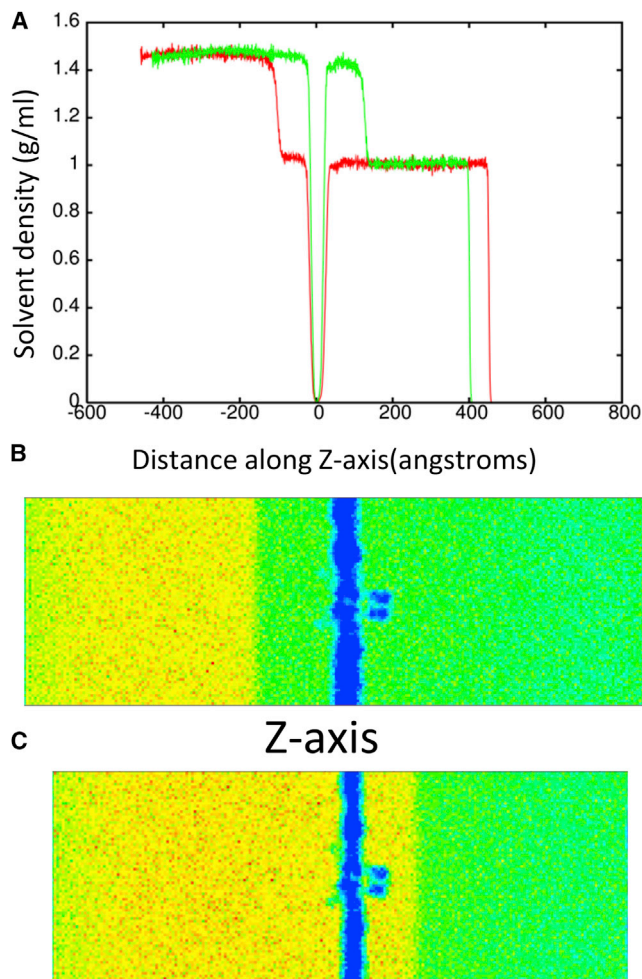 A
1.6
1.4
1.2
1
0.8
0.6
0.4
0.2
0
Solvent density (g/ml)
-600 -400 -200 0 200 400 600 800
Distance along Z-axis(angstroms)
B
Z-axis
C